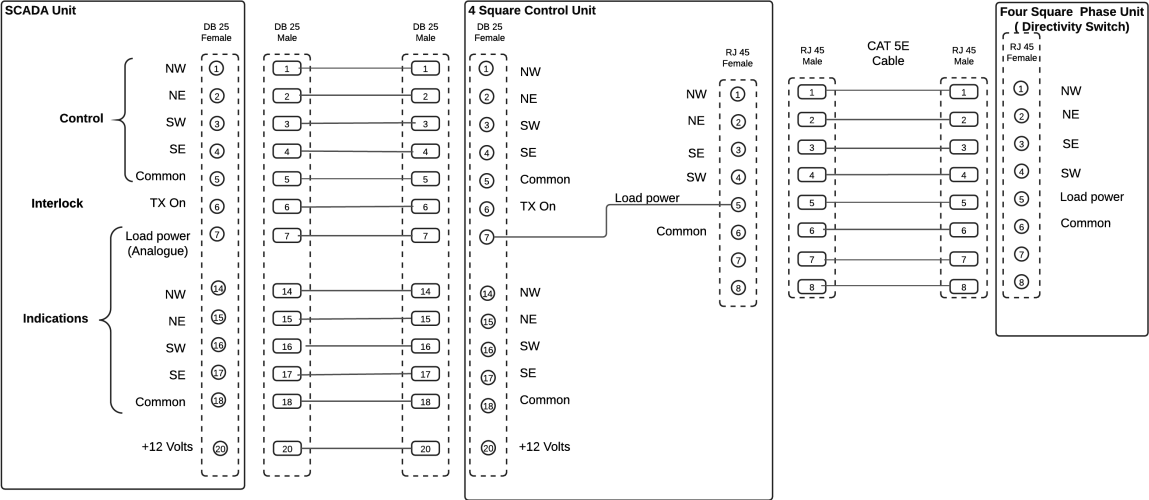 SCADA Unit
DB 25
Female
NW
1
NE
2
Control
SW
3
SE
4
Common
5
Interlock
TX On
6
Load power
7
(Analogue)
NW
14
NE
15
Indications
SW
16
SE
17
Common
18
+12 Volts
20
DB 25
Male
1
2
3
4
5
6
7
14
15
16
17
18
20
DB 25
Male
1
2
3
4
5
6
7
14
15
16
17
18
20
4 Square Control Unit
DB 25
Female
1
NW
2
NE
3
SW
4
SE
5
Common
6
TX On
7
14
NW
15
NE
16
SW
17
SE
18
Common
20
+12 Volts
RJ 45
Female
NW
1
NE
2
SE
3
SW
4
Load power
5
Common
6
7
8
RJ 45
Male
1
2
3
4
5
6
7
8
CAT 5E
Cable
RJ 45
Male
1
2
3
4
5
6
7
8
Four Square Phase Unit
( Directivity Switch)
RJ 45
Female
1
NW
2
NE
3
SE
4
SW
5
Load power
6
Common
7
8